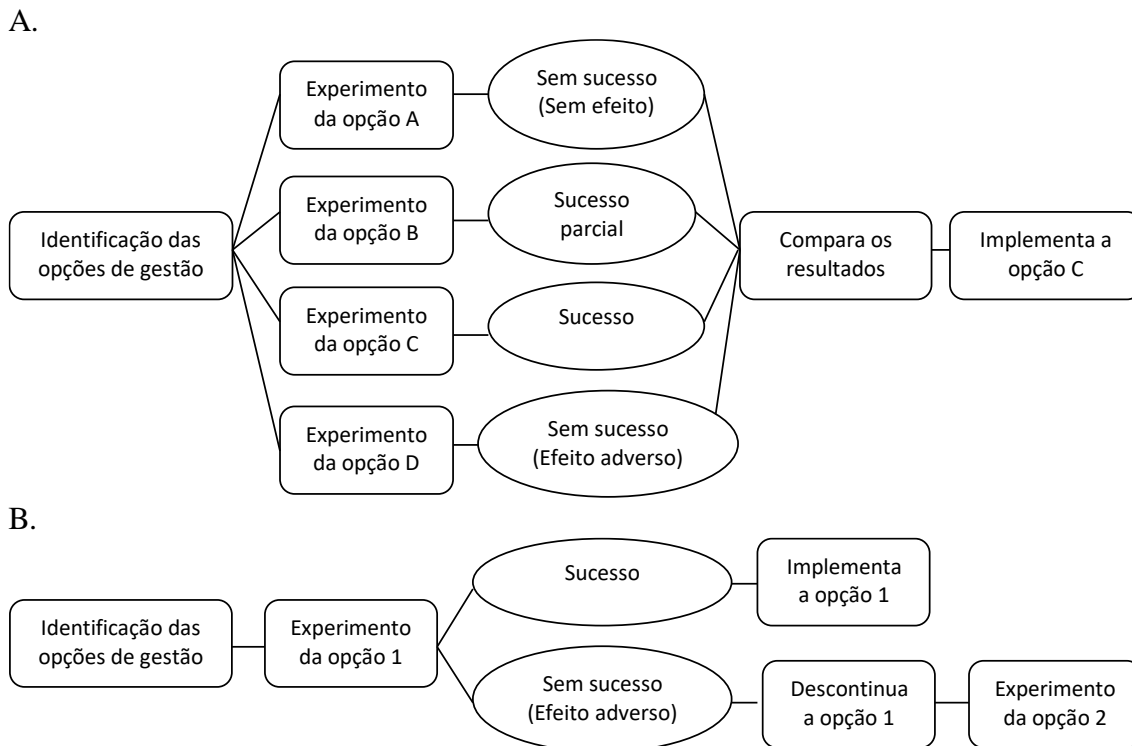 A.
Identificação das
opções de gestão
Experimento
da opção A
Sem sucesso
(Sem efeito)
Experimento
da opção B
Sucesso
parcial
Experimento
da opção C
Sucesso
Experimento
da opção D
Sem sucesso
(Efeito adverso)
Compara os
resultados
Implementa a
opção C
B.
Identificação das
opções de gestão
Experimento
da opção 1
Sucesso
Implementa
a opção 1
Sem sucesso
(Efeito adverso)
Descontinua
a opção 1
Experimento
da opção 2